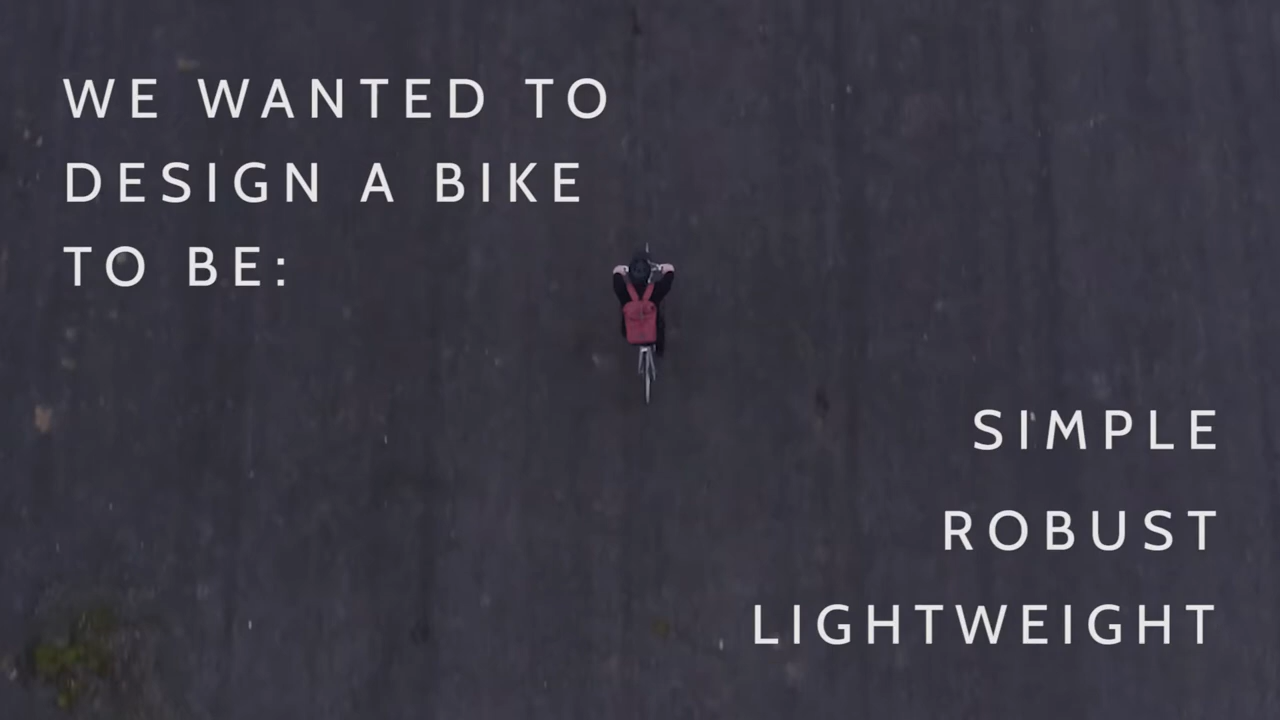 WE WANTED TO
DESIGN A BIKE
TO BE:
SIMPLE
ROBUST
LIGHTWEIGHT